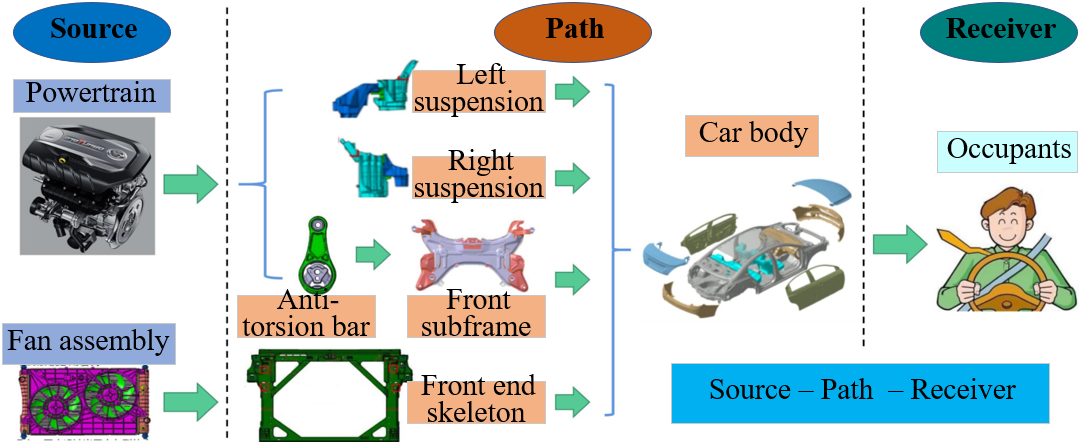 Source
Path
Receiver
Powertrain
Left
suspension
Right
suspension
Anti-
torsion bar
Front
subframe
Fan assembly
Front end
skeleton
Car body
Occupants
Source – Path – Receiver